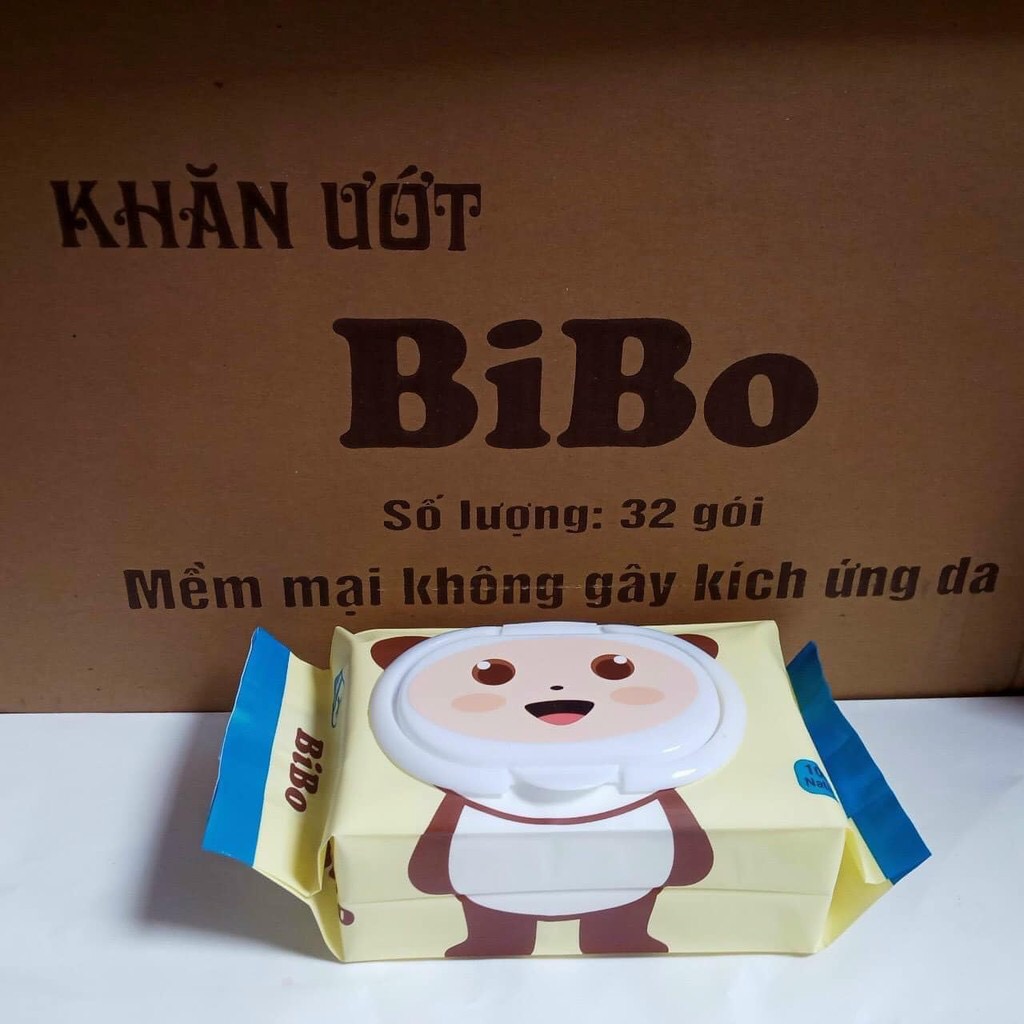 KHĂN ƯỚT
BiBo
Số lượng: 32 gói
Mềm mại không gây kích ứng da
BiBo